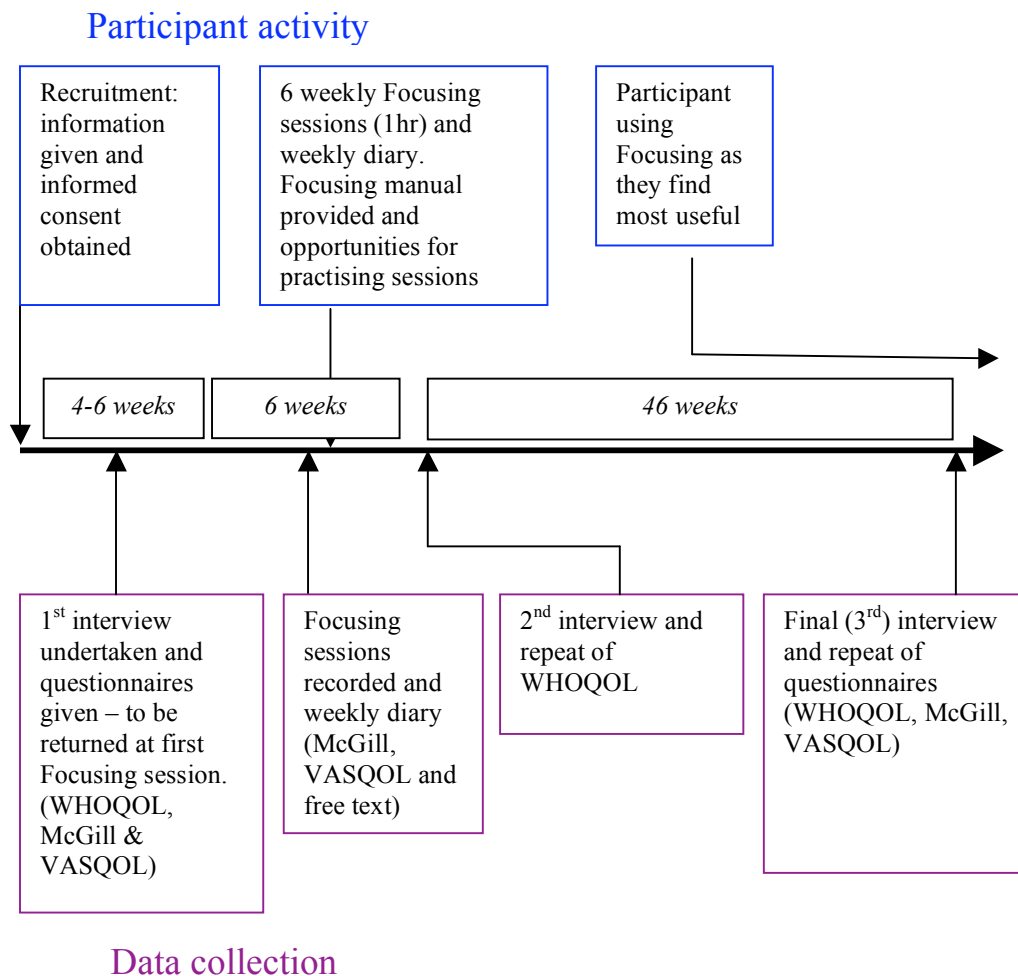 Participant activity
Recruitment:
information
given and
informed
consent
obtained
6 weekly Focusing
sessions (1hr) and
weekly diary.
Focusing manual
provided and
opportunities for
practising sessions
Participant
using
Focusing as
they find
most useful
4-6 weeks
6 weeks
46 weeks
1st interview
undertaken and
questionnaires
given – to be
returned at first
Focusing session.
(WHOQOL,
McGill &
VASQOL)
Focusing
sessions
recorded and
weekly diary
(McGill,
VASQOL and
free text)
2nd interview and
repeat of
WHOQOL
Final (3rd) interview
and repeat of
questionnaires
(WHOQOL, McGill,
VASQOL)
Data collection